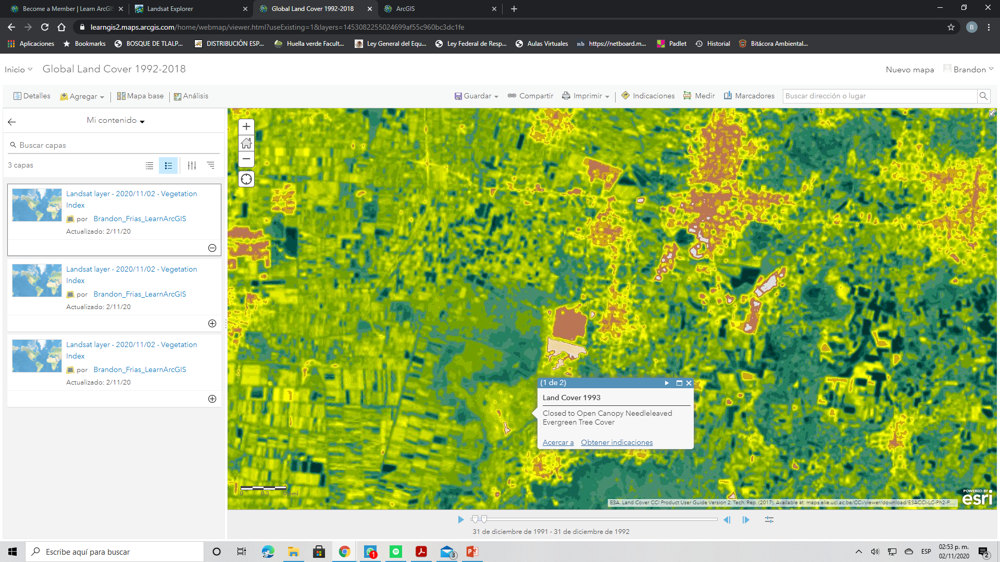 Become a Member | Learn ArcGIS
Landsat Explorer
Global Land Cover 1992-2018
ArcGIS
learngis2.maps.arcgis.com/home/webmap/viewer.html?useExisting=1&layers=1453082255024699af55c960bc3dc1fe
B
Aplicaciones
Bookmarks
BOSQUE DE TLALP...
DISTRIBUCIÓN ESP...
Huella verde Facult...
Ley General del Equ...
Ley Federal de Resp...
Aulas Virtuales
nb https://netboard.m...
Padlet
Historial
Bitácora Ambiental...
Inicio
Global Land Cover 1992-2018
Nuevo mapa
Brandon
Detalles
Agregar
Mapa base
Análisis
Guardar
Compartir
Imprimir
Indicaciones
Medir
Marcadores
Buscar dirección o lugar
Mi contenido
Buscar capas
3 capas
Landsat layer - 2020/11/02 - Vegetation
Index
por Brandon_Frias_LearnArcGIS
Actualizado: 2/11/20
Landsat layer - 2020/11/02 - Vegetation
Index
por Brandon_Frias_LearnArcGIS
Actualizado: 2/11/20
Landsat layer - 2020/11/02 - Vegetation
Index
por Brandon_Frias_LearnArcGIS
Actualizado: 2/11/20
(1 de 2)
Land Cover 1993
Closed to Open Canopy Needleleaved
Evergreen Tree Cover
Acercar a
Obtener indicaciones
0 0.3 0.6mi
ESA. Land Cover CCI Product User Guide Version 2. Tech. Rep. (2017). Available at: maps.elie.ucl.ac.be/CCI/viewer/download/ESACCI-LC-Ph2-P...
POWERED BY
esri
31 de diciembre de 1991 - 31 de diciembre de 1992
Escribe aquí para buscar
1
3
ESP
02:53 p. m.
02/11/2020
2